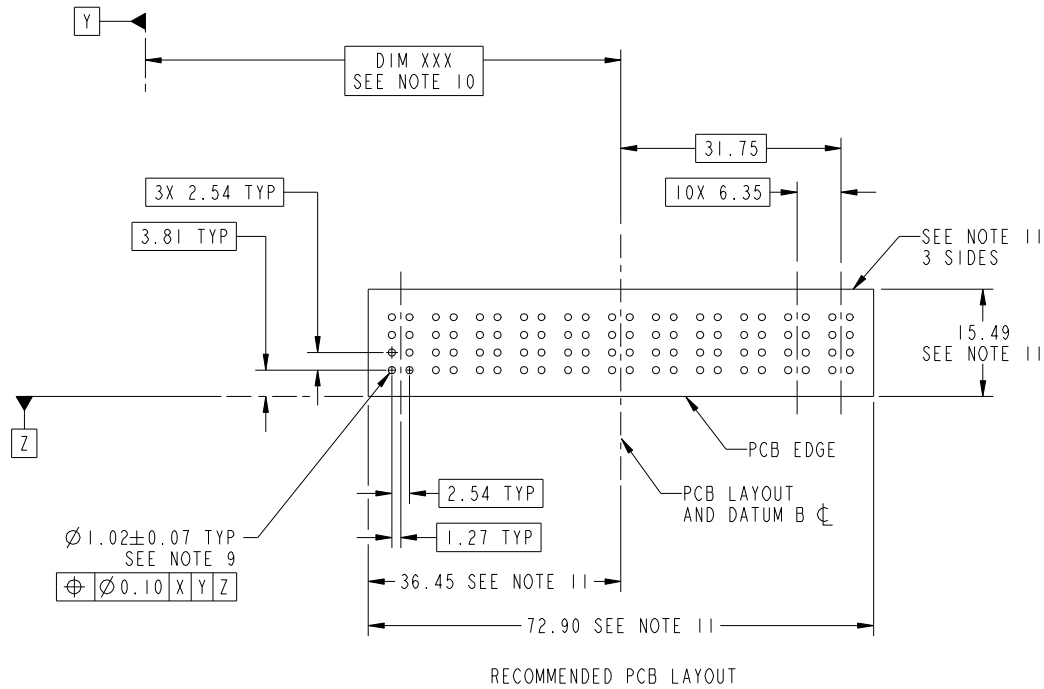 Y
DIM XXX
SEE NOTE 10
31.75
3X 2.54 TYP
10X 6.35
3.81 TYP
SEE NOTE 11
3 SIDES
15.49
SEE NOTE 11
Z
PCB EDGE
2.54 TYP
PCB LAYOUT
AND DATUM B ℄
Ø1.02±0.07 TYP
SEE NOTE 9
1.27 TYP
⌖ Ø0.10 X Y Z
36.45 SEE NOTE 11
72.90 SEE NOTE 11
RECOMMENDED PCB LAYOUT